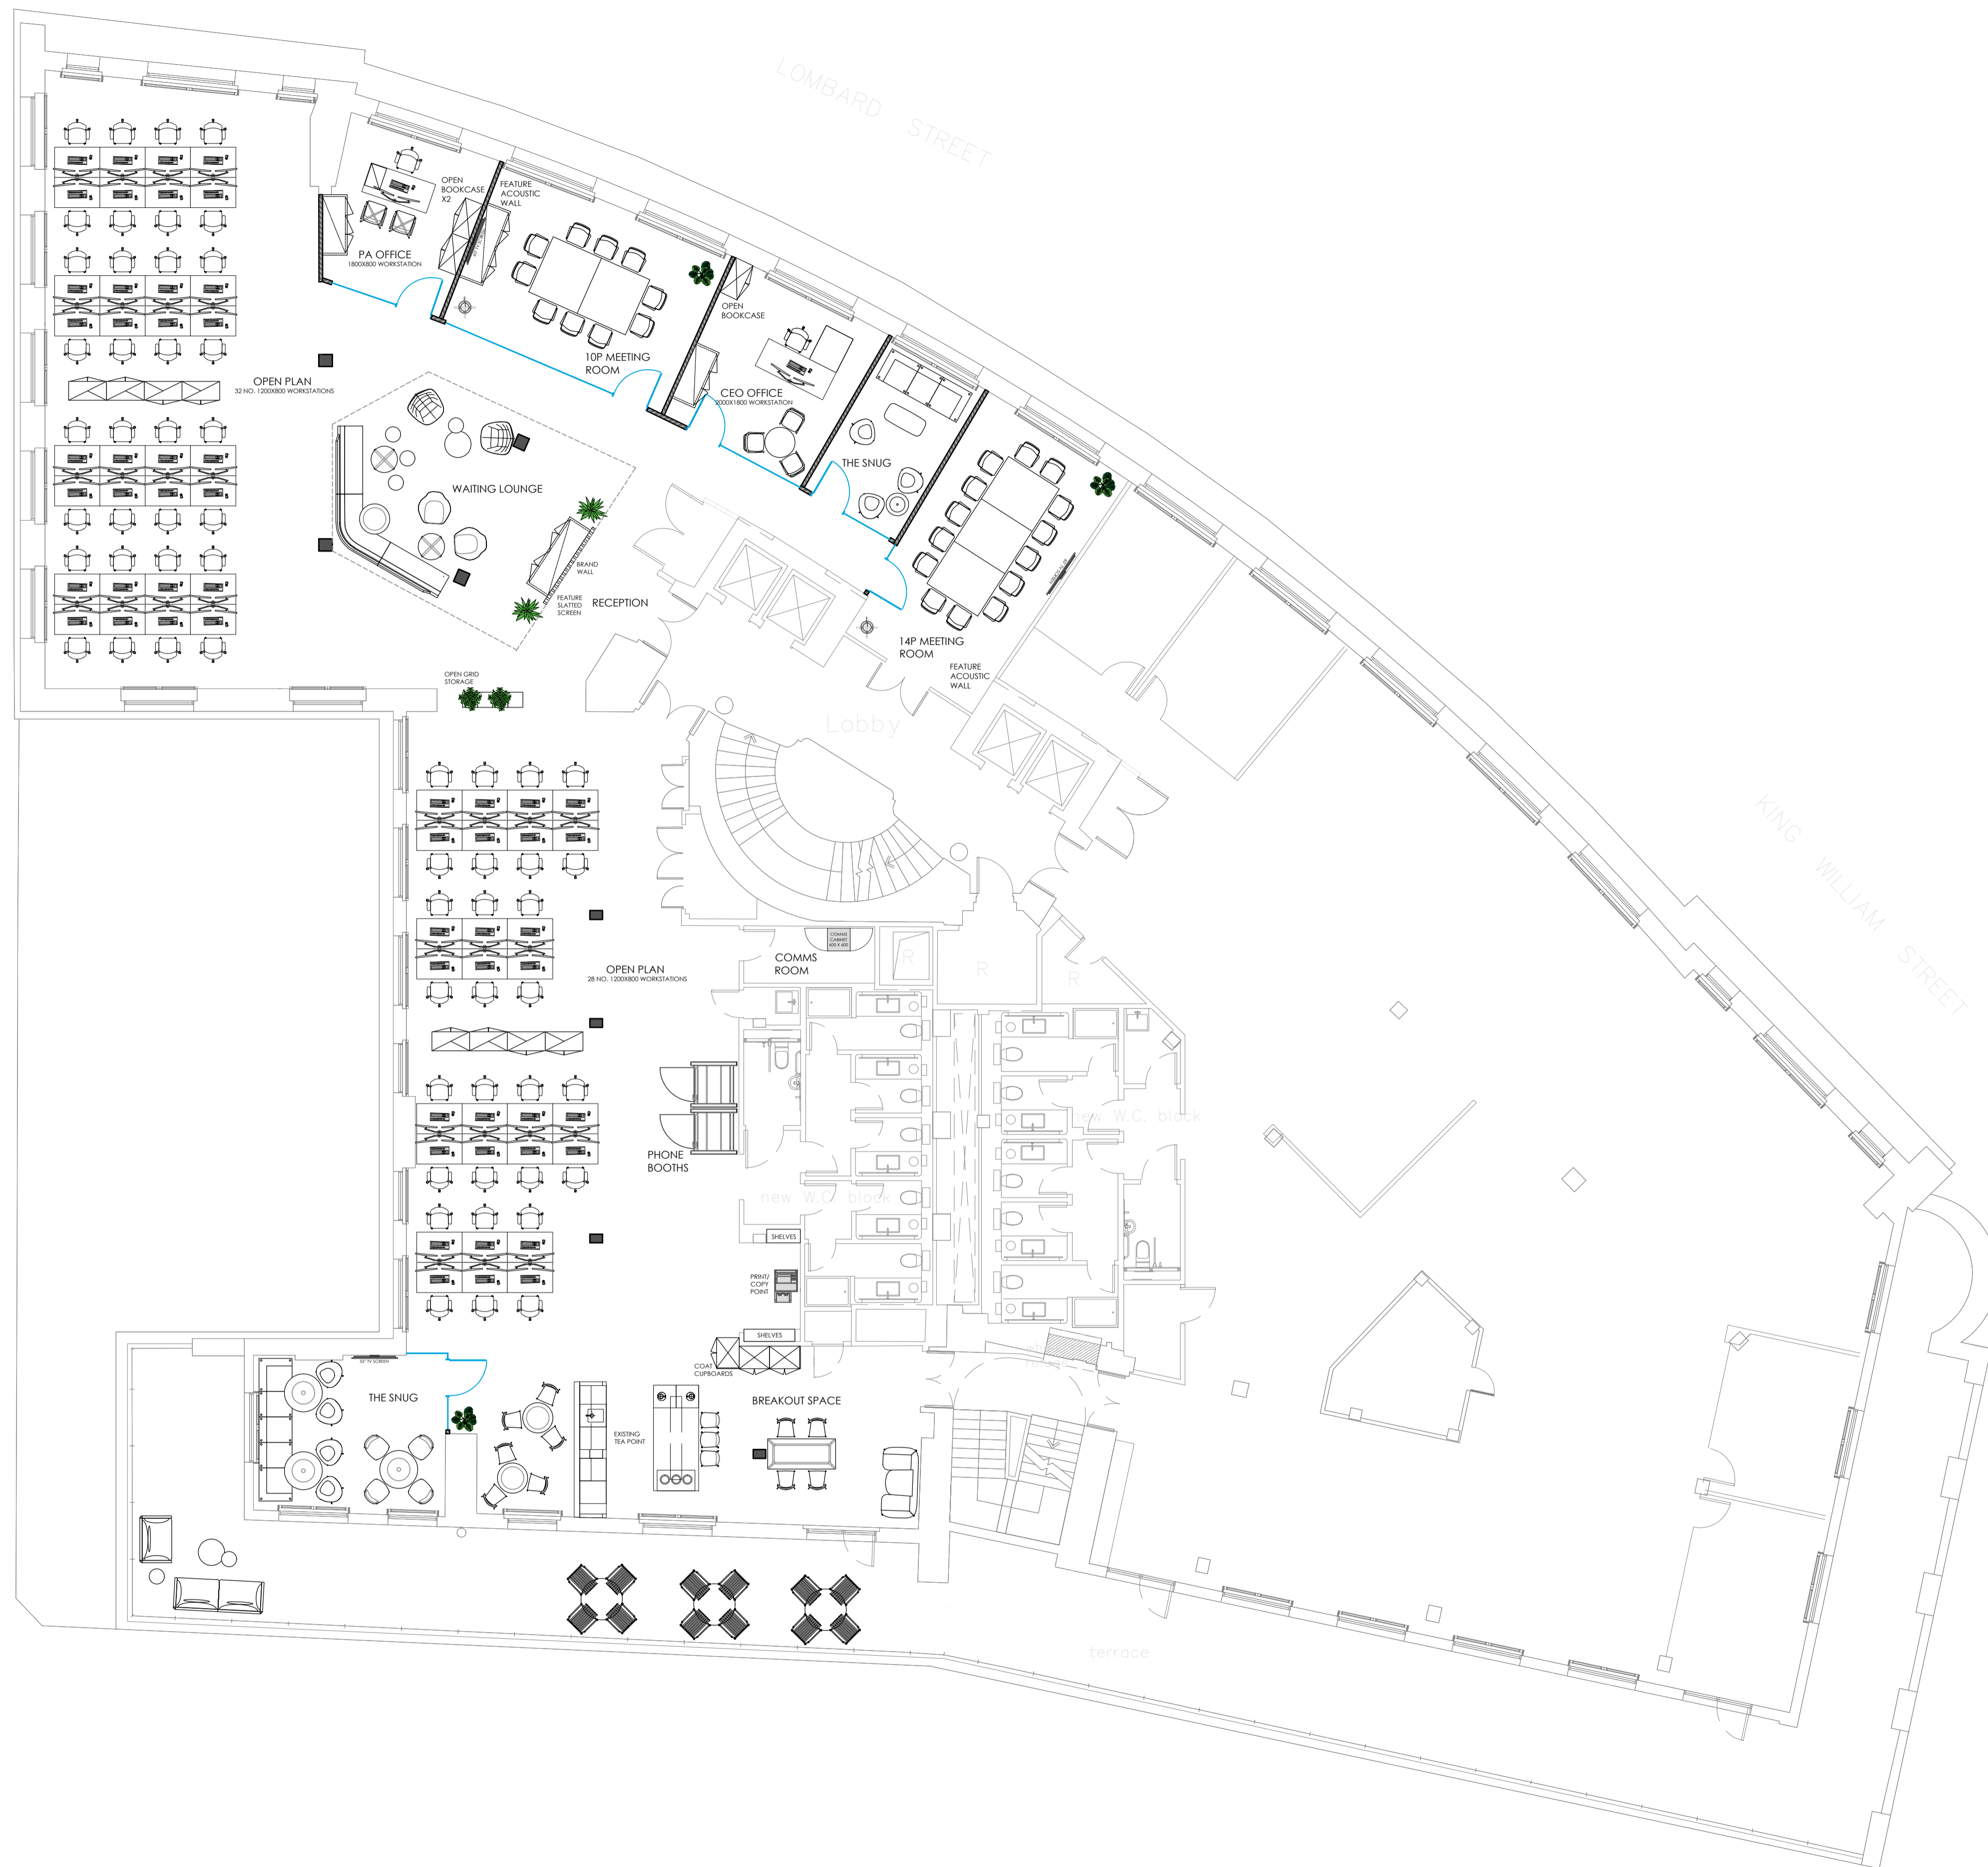 LOMBARD STREET
OPEN
BOOKCASE
X2
FEATURE
ACOUSTIC
WALL
PA OFFICE
1800X800 WORKSTATION
OPEN
BOOKCASE
10P MEETING
ROOM
OPEN PLAN
32 NO. 1200X800 WORKSTATIONS
CEO OFFICE
2000X1800 WORKSTATION
THE SNUG
WAITING LOUNGE
BRAND
WALL
FEATURE
SLATTED
SCREEN
RECEPTION
14P MEETING
ROOM
FEATURE
ACOUSTIC
WALL
OPEN GRID
STORAGE
Lobby
KING WILLIAM STREET
COMMS
CABINET
600 X 600
COMMS
ROOM
R
R
R
OPEN PLAN
28 NO. 1200X800 WORKSTATIONS
new W.C. block
PHONE
BOOTHS
new W.C. block
SHELVES
PRINT/
COPY
POINT
SHELVES
COAT
CUPBOARDS
THE SNUG
BREAKOUT SPACE
EXISTING
TEA POINT
terrace